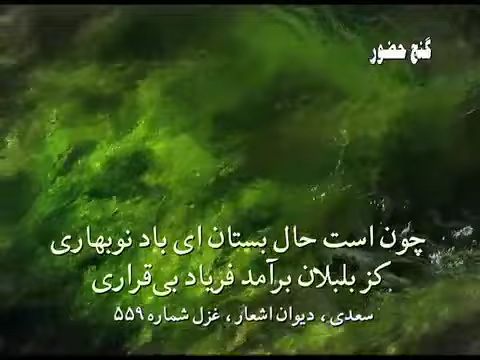 گنج حضور
چون است حال بستان ای باد نوبهاری
کز بلبلان برآمد فریاد بی‌قراری
سعدی ، دیوان اشعار ، غزل شماره ۵۵۹